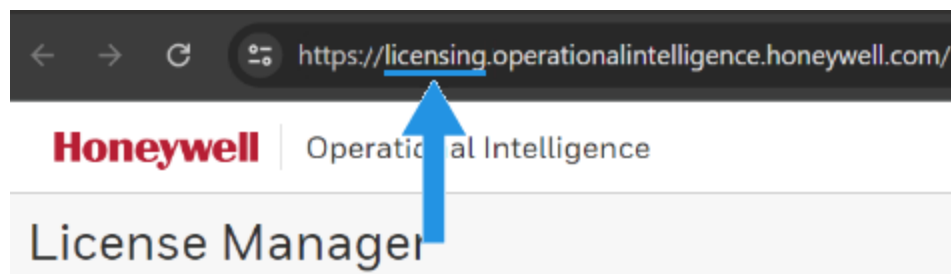 https://licensing.operationalintelligence.honeywell.com/
Honeywell Operational Intelligence
License Manager